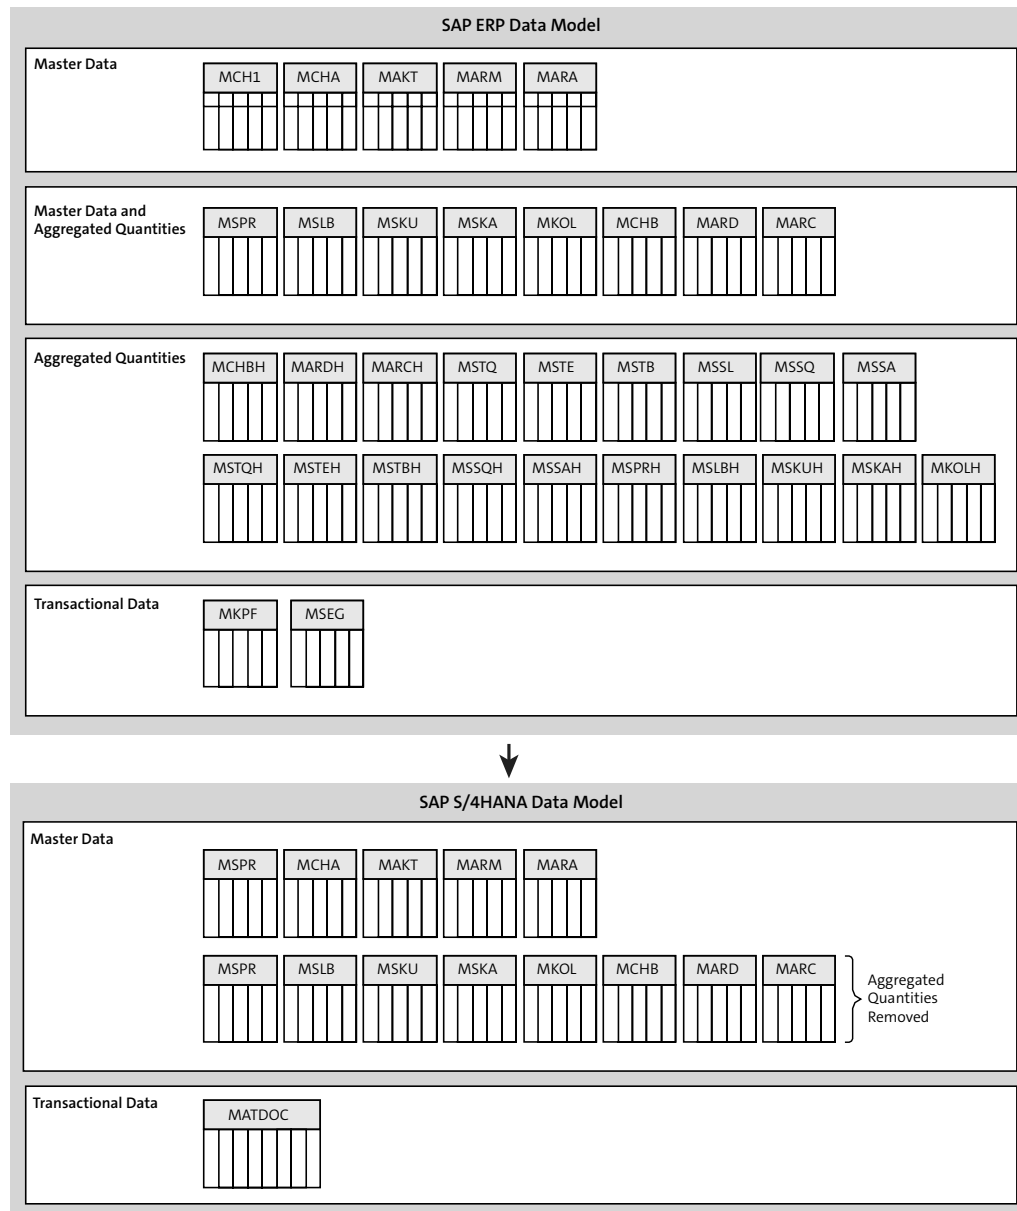 SAP ERP Data Model
Master Data
MCH1 MCHA MAKT MARM MARA
Master Data and
Aggregated Quantities
MSPR MSLB MSKU MSKA MKOL MCHB MARD MARC
Aggregated Quantities
MCHBH MARDH MARCH MSTQ MSTE MSTB MSSL MSSQ MSSA
MSTQH MSTEH MSTBH MSSQH MSSAH MSPRH MSLBH MSKUH MSKAH MKOLH
Transactional Data
MKPF MSEG
SAP S/4HANA Data Model
Master Data
MSPR MCHA MAKT MARM MARA
MSPR MSLB MSKU MSKA MKOL MCHB MARD MARC
Aggregated
Quantities
Removed
Transactional Data
MATDOC